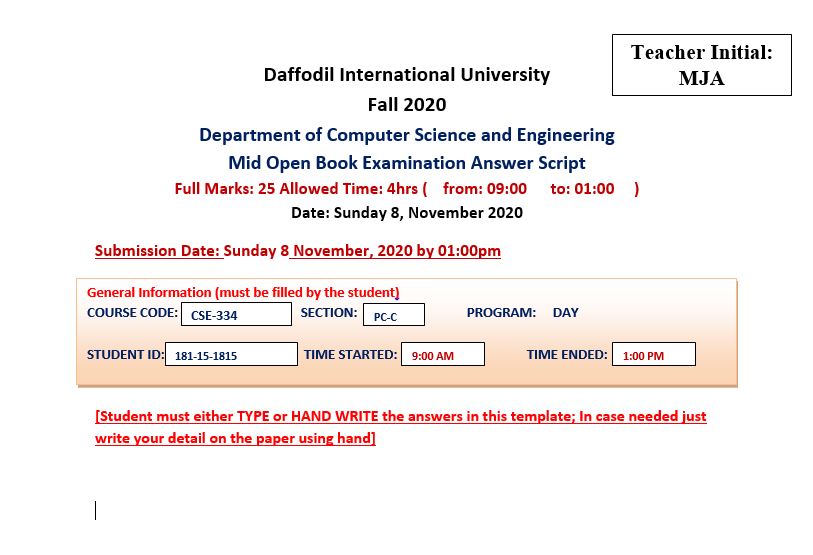 Teacher Initial:
MJA
Daffodil International University
Fall 2020
Department of Computer Science and Engineering
Mid Open Book Examination Answer Script
Full Marks: 25 Allowed Time: 4hrs ( from: 09:00 to: 01:00 )
Date: Sunday 8, November 2020
Submission Date: Sunday 8 November, 2020 by 01:00pm
General Information (must be filled by the student)
COURSE CODE: CSE-334 SECTION: PC-C PROGRAM: DAY
STUDENT ID: 181-15-1815 TIME STARTED: 9:00 AM TIME ENDED: 1:00 PM
[Student must either TYPE or HAND WRITE the answers in this template; In case needed just
write your detail on the paper using hand]